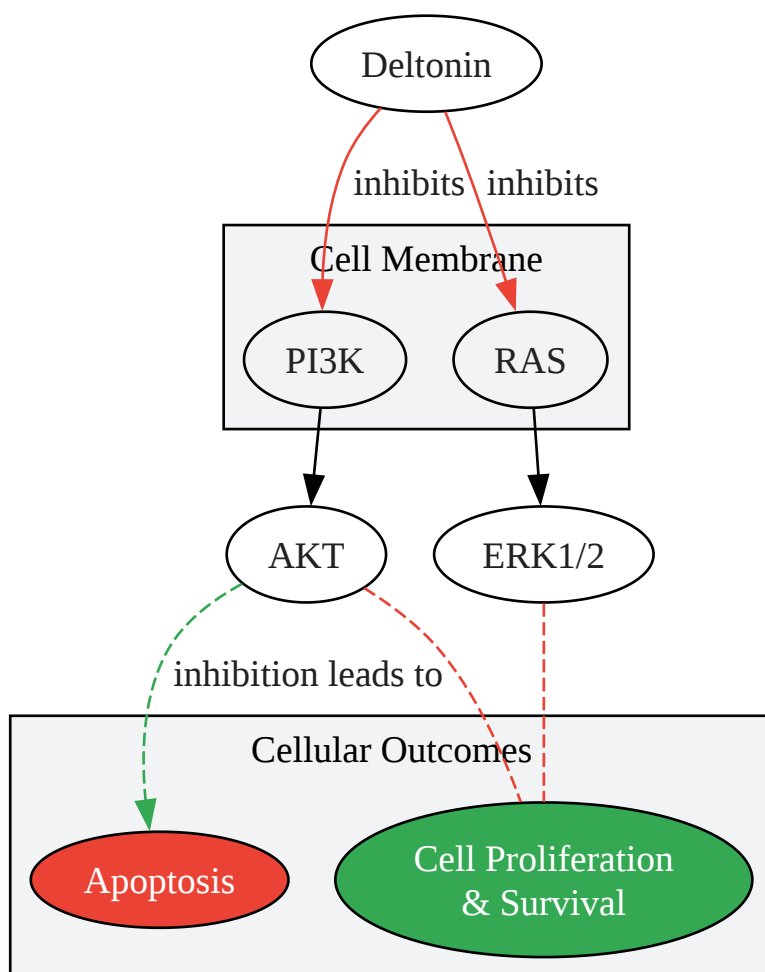 Deltonin
inhibits inhibits
Cell Membrane
PI3K RAS
AKT ERK1/2
inhibition leads to
Cellular Outcomes
Apoptosis
Cell Proliferation
& Survival